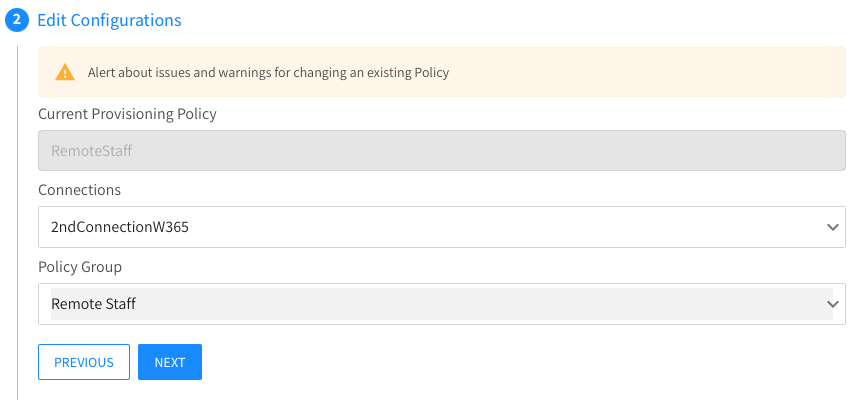 2 Edit Configurations
Alert about issues and warnings for changing an existing Policy
Current Provisioning Policy
RemoteStaff
Connections
2ndConnectionW365
Policy Group
Remote Staff
PREVIOUS NEXT